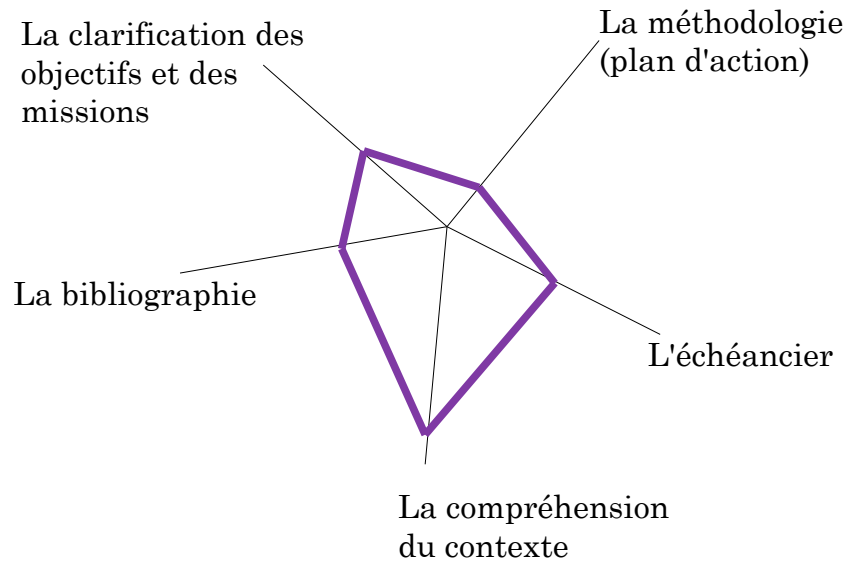 La clarification des
objectifs et des
missions
La méthodologie
(plan d'action)
La bibliographie
L'échéancier
La compréhension
du contexte